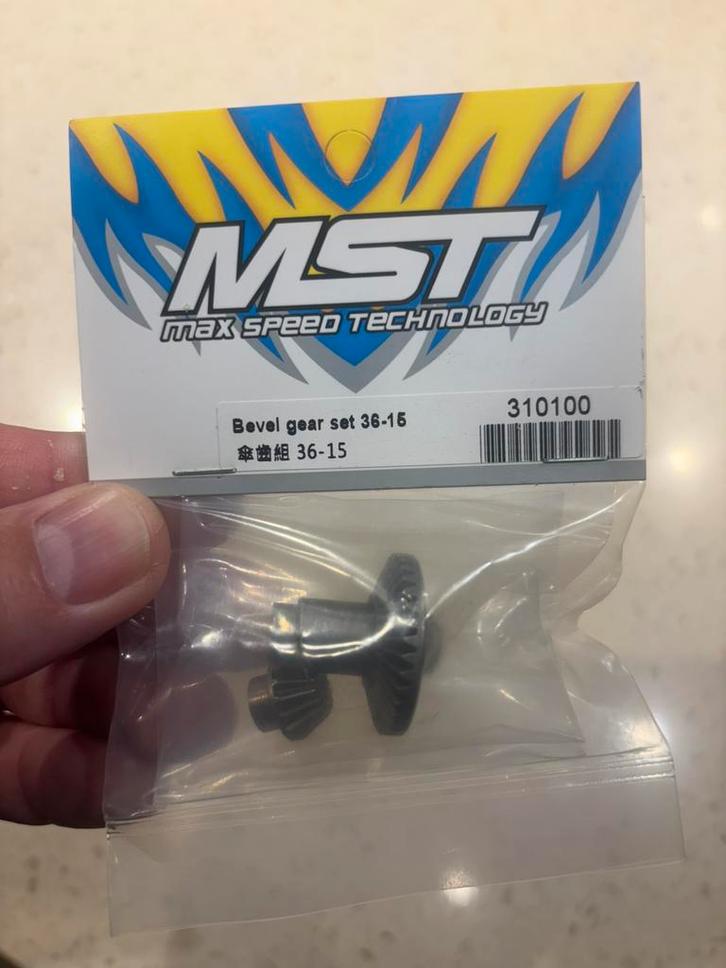 MST
MAX SPEED TECHNOLOGY
Bevel gear set 36-15
傘齒組 36-15
310100